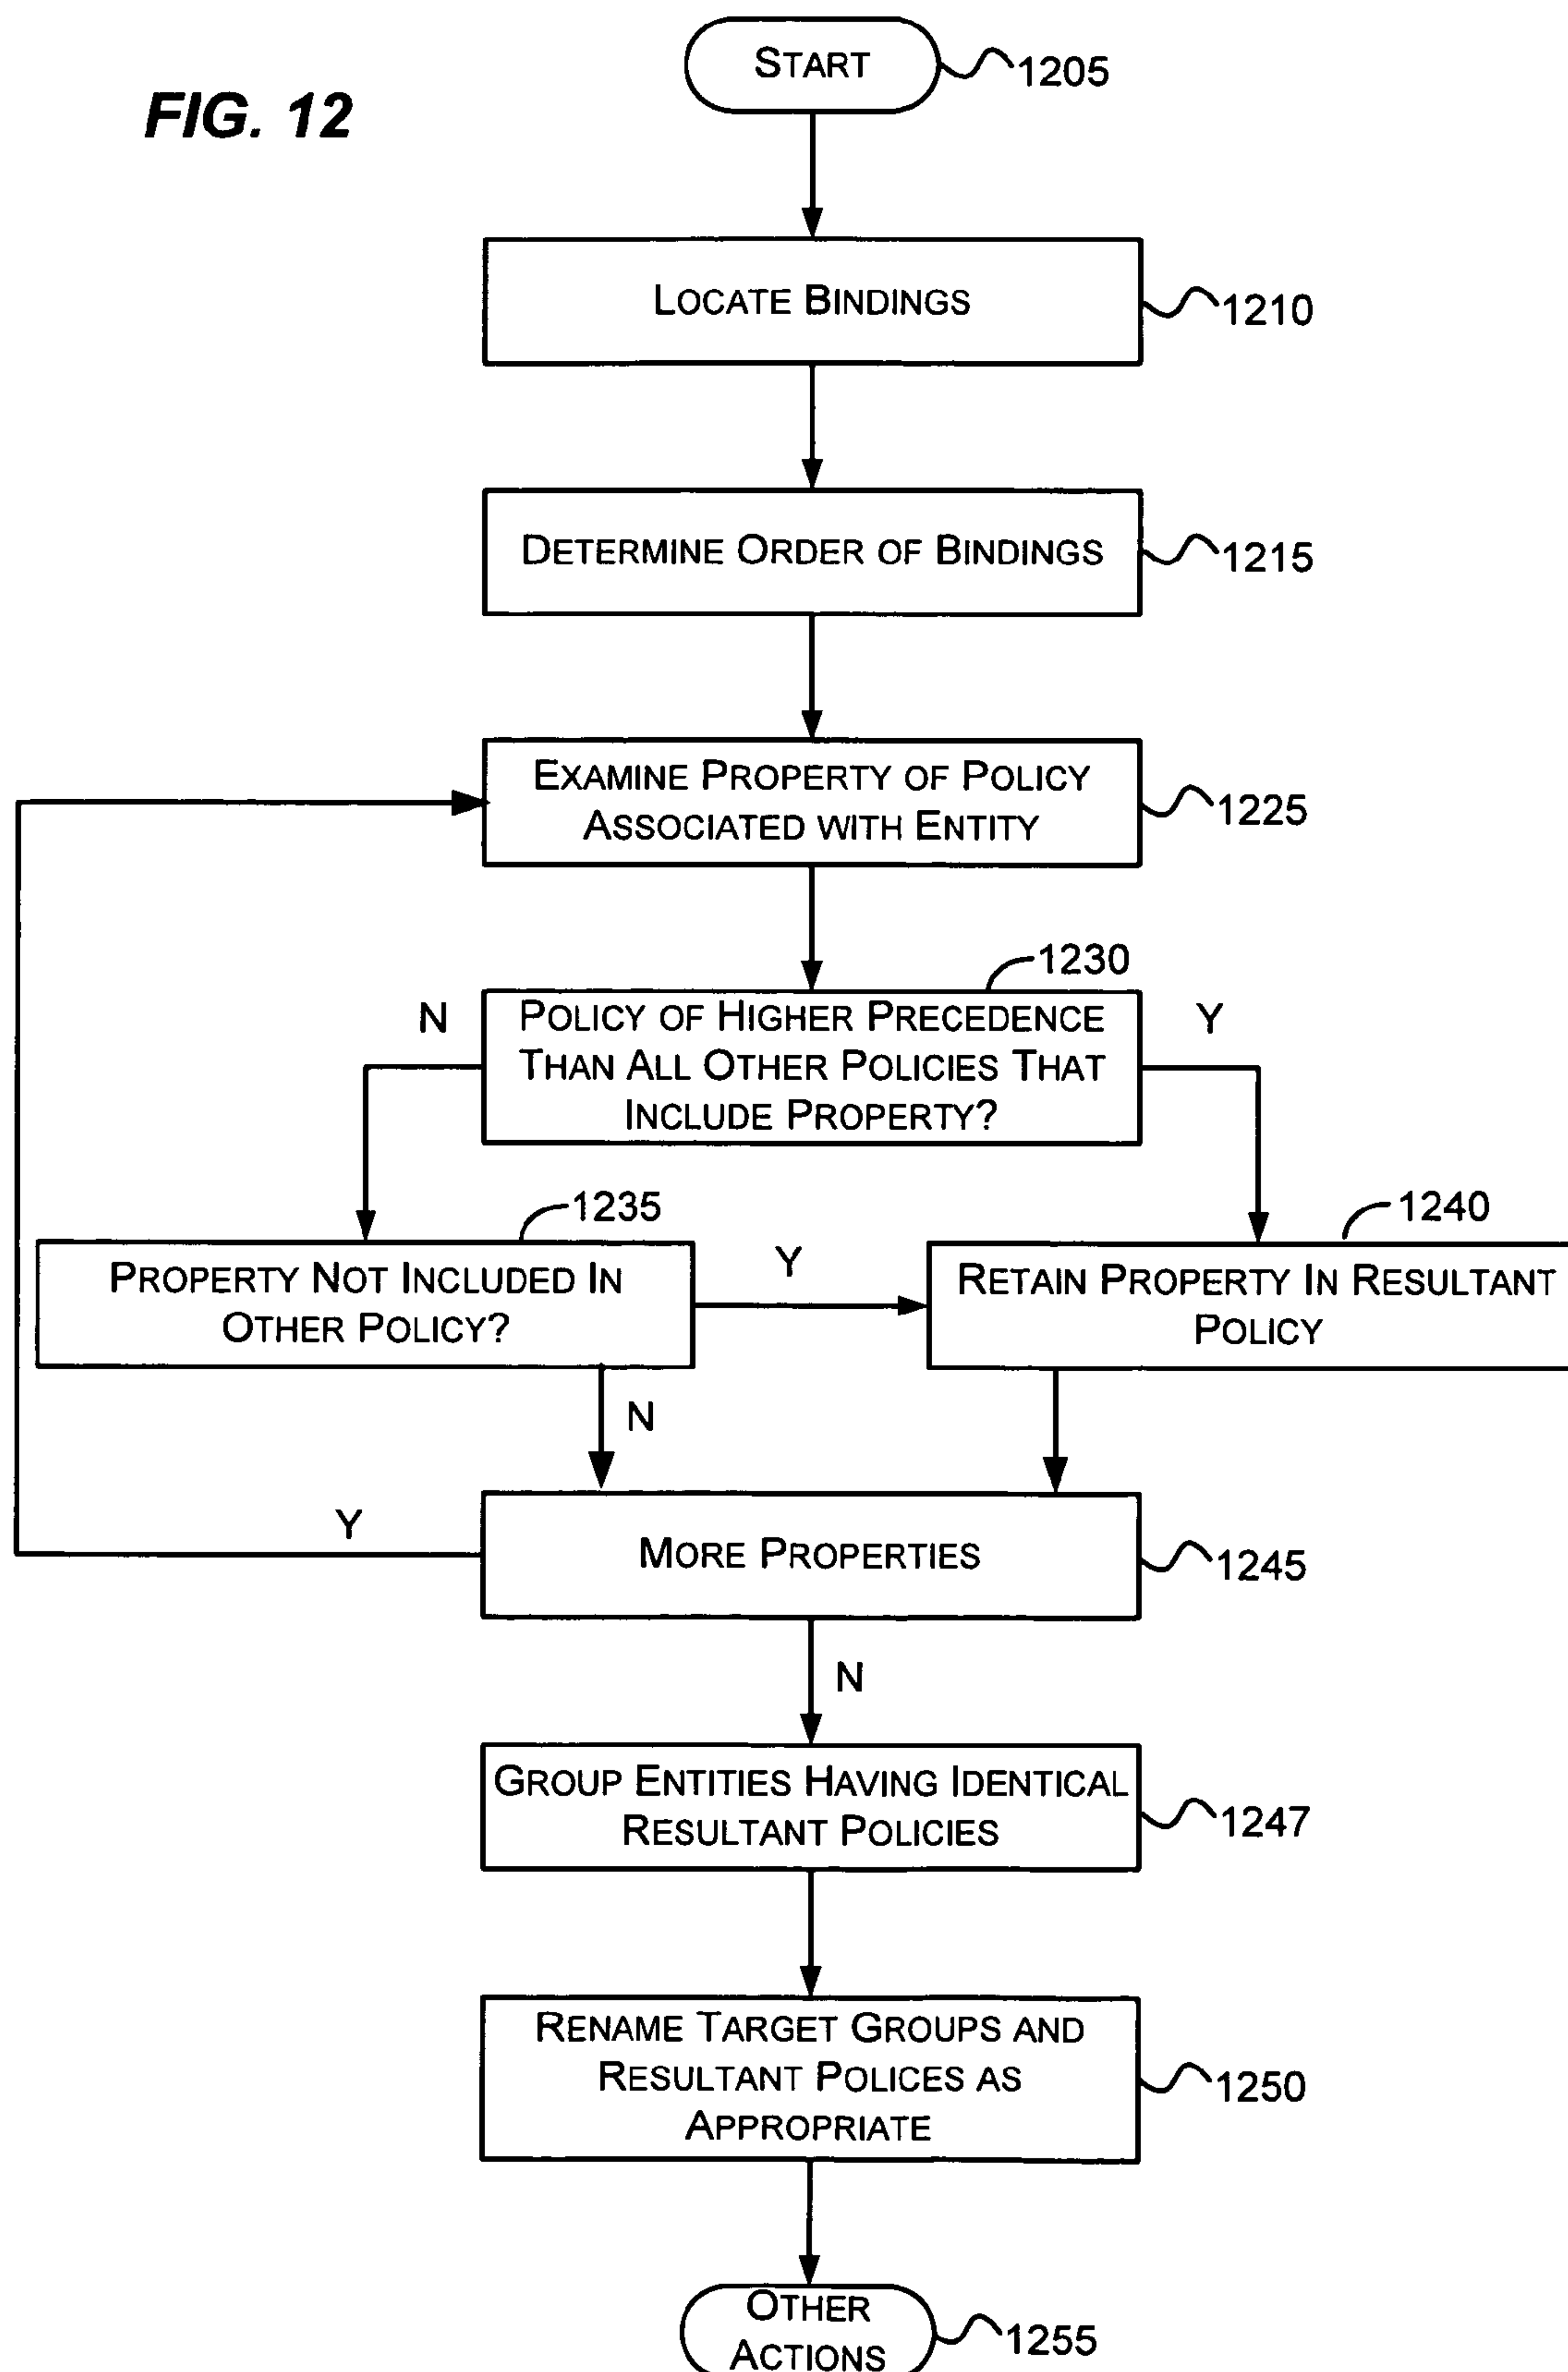 FIG. 12
START
1205
LOCATE BINDINGS
1210
DETERMINE ORDER OF BINDINGS
1215
EXAMINE PROPERTY OF POLICY
ASSOCIATED WITH ENTITY
1225
1230
N
POLICY OF HIGHER PRECEDENCE
THAN ALL OTHER POLICIES THAT
INCLUDE PROPERTY?
Y
1235
1240
PROPERTY NOT INCLUDED IN
OTHER POLICY?
Y
RETAIN PROPERTY IN RESULTANT
POLICY
N
Y
MORE PROPERTIES
1245
N
GROUP ENTITIES HAVING IDENTICAL
RESULTANT POLICIES
1247
RENAME TARGET GROUPS AND
RESULTANT POLICES AS
APPROPRIATE
1250
OTHER
ACTIONS
1255